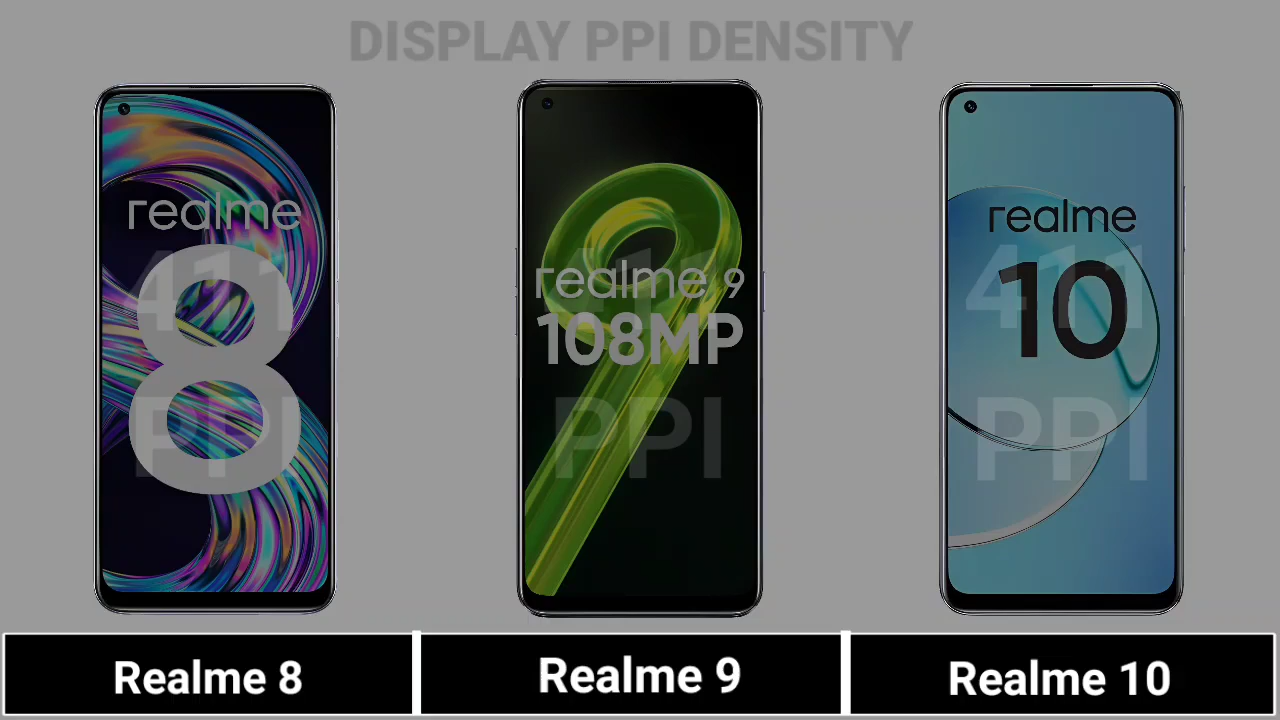 DISPLAY PPI DENSITY
realme
8
411
PPI
realme 9
108MP
411
PPI
realme
10
411
PPI
Realme 8
Realme 9
Realme 10